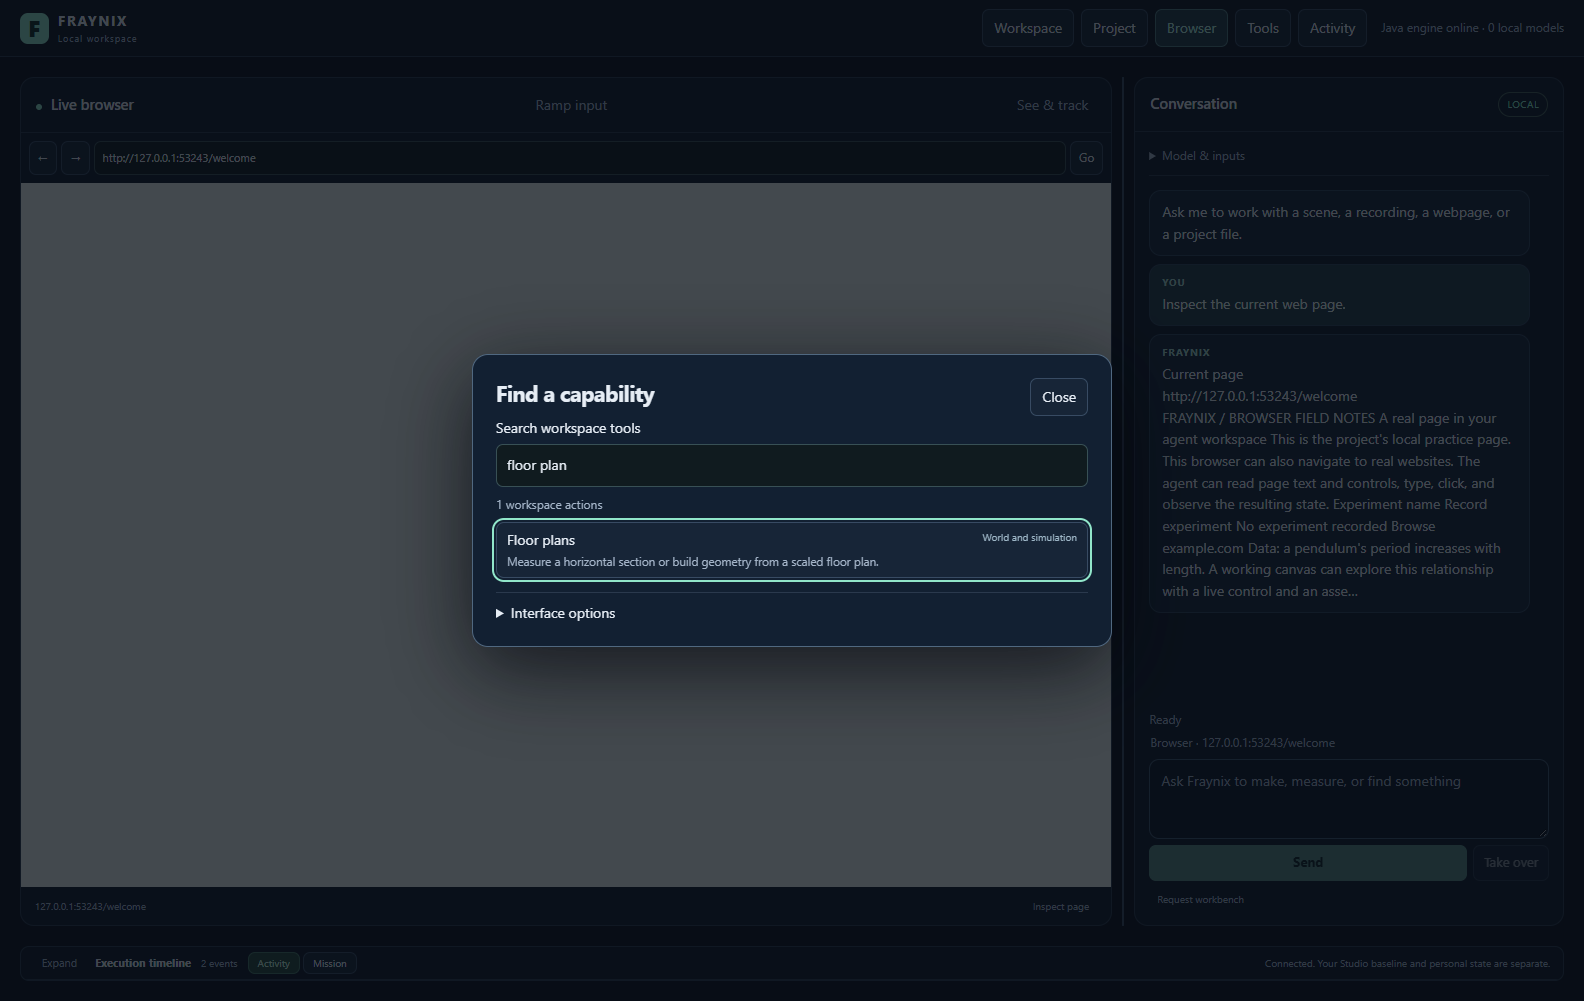 F
FRAYNIX
Local workspace
Workspace
Project
Browser
Tools
Activity
Java engine online · 0 local models
Live browser
Ramp input
See & track
←
→
http://127.0.0.1:53243/welcome
Go
Conversation
LOCAL
Model & inputs
Ask me to work with a scene, a recording, a webpage, or
a project file.
YOU
Inspect the current web page.
FRAYNIX
Current page
http://127.0.0.1:53243/welcome
FRAYNIX / BROWSER FIELD NOTES A real page in your
agent workspace This is the project's local practice page.
This browser can also navigate to real websites. The
agent can read page text and controls, type, click, and
observe the resulting state. Experiment name Record
experiment No experiment recorded Browse
example.com Data: a pendulum's period increases with
length. A working canvas can explore this relationship
with a live control and an asse...
Find a capability
Close
Search workspace tools
floor plan
1 workspace actions
Floor plans
World and simulation
Measure a horizontal section or build geometry from a scaled floor plan.
Interface options
Ready
Browser · 127.0.0.1:53243/welcome
Ask Fraynix to make, measure, or find something
Send
Take over
Request workbench
127.0.0.1:53243/welcome
Inspect page
Expand
Execution timeline
2 events
Activity
Mission
Connected. Your Studio baseline and personal state are separate.